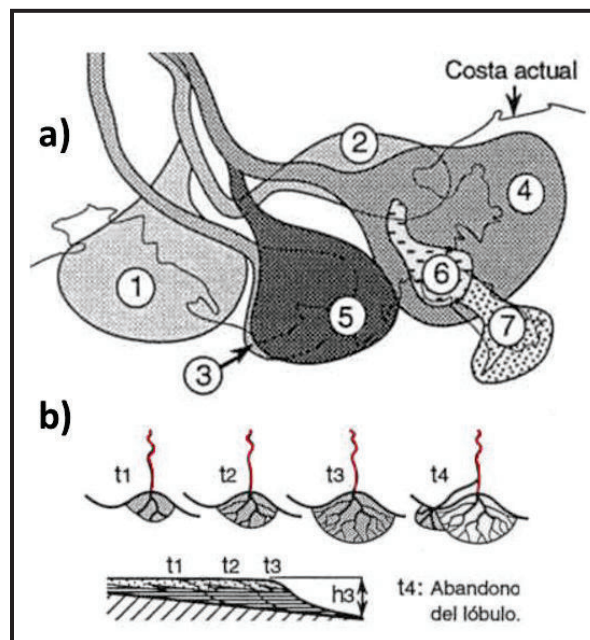 Costa actual
a)
2
4
1
6
5
7
3
b)
t1 t2 t3 t4
t1 t2 t3
h3
t4: Abandono
del lóbulo.